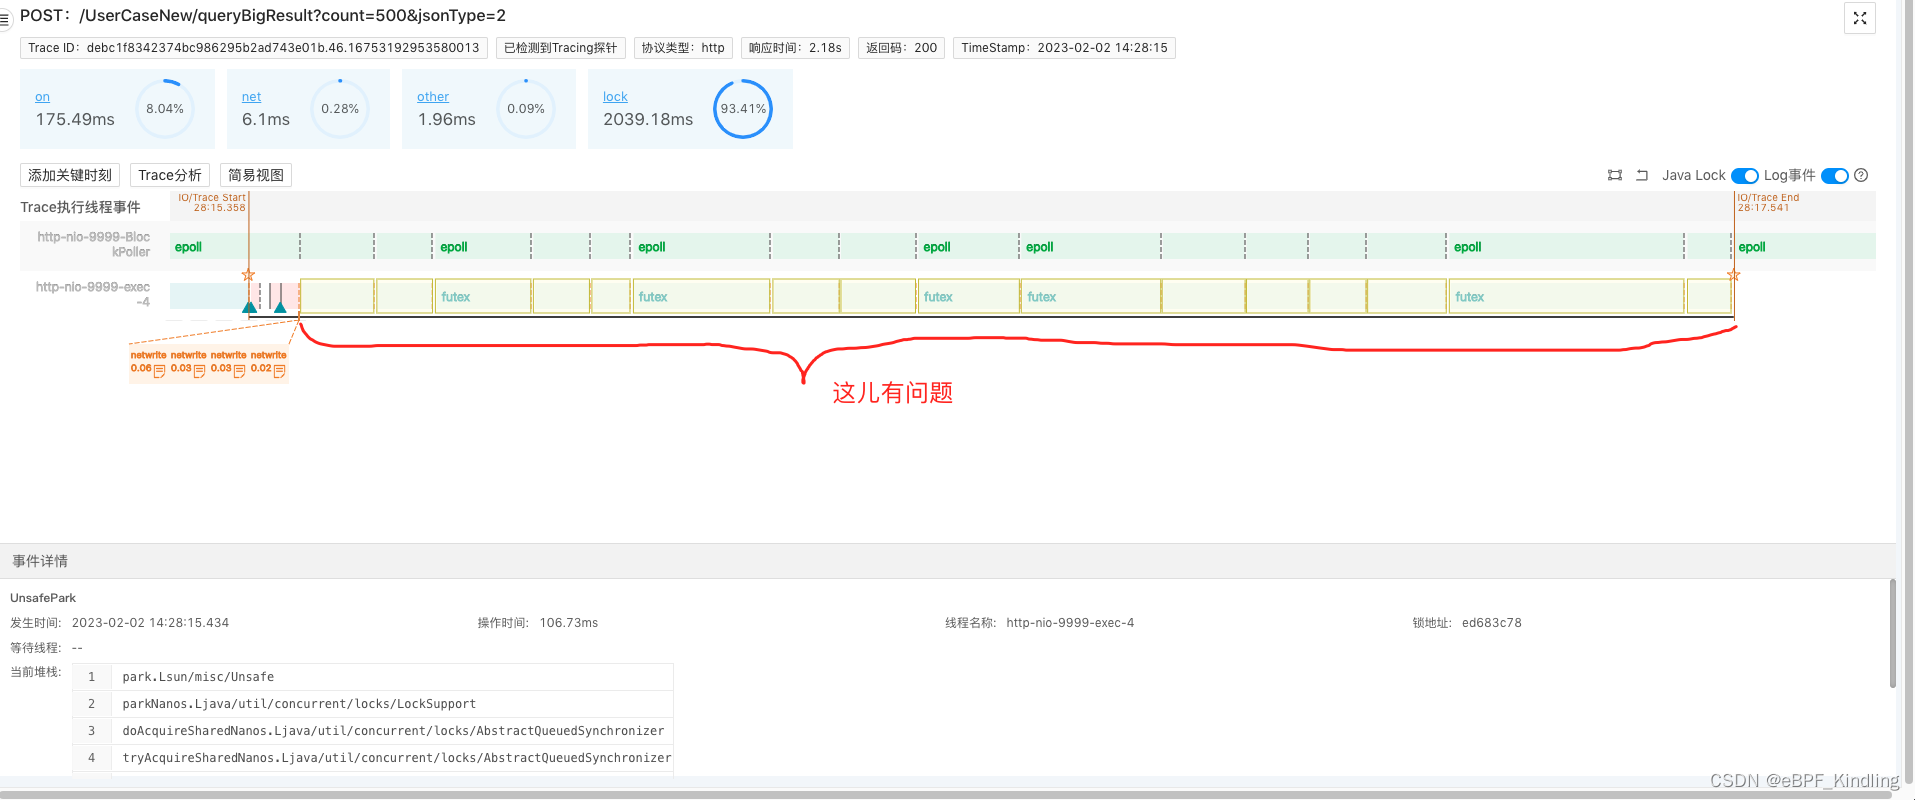 POST：/UserCaseNew/queryBigResult?count=500&jsonType=2
Trace ID：debc1f8342374bc986295b2ad743e01b.46.16753192953580013
已检测到Tracing探针
协议类型：http
响应时间：2.18s
返回码：200
TimeStamp：2023-02-02 14:28:15
on
175.49ms
8.04%
net
6.1ms
0.28%
other
1.96ms
0.09%
lock
2039.18ms
93.41%
添加关键时刻
Trace分析
简易视图
Java Lock
Log事件
IO/Trace Start
28:15.358
IO/Trace End
28:17.541
Trace执行线程事件
http-nio-9999-Bloc
kPoller
epoll epoll epoll epoll epoll epoll epoll
http-nio-9999-exec
-4
futex futex futex futex futex
netwrite netwrite netwrite netwrite
0.06 0.03 0.03 0.02
这儿有问题
事件详情
UnsafePark
发生时间: 2023-02-02 14:28:15.434
操作时间: 106.73ms
线程名称: http-nio-9999-exec-4
锁地址: ed683c78
等待线程: --
当前堆栈:
1 park.Lsun/misc/Unsafe
2 parkNanos.Ljava/util/concurrent/locks/LockSupport
3 doAcquireSharedNanos.Ljava/util/concurrent/locks/AbstractQueuedSynchronizer
4 tryAcquireSharedNanos.Ljava/util/concurrent/locks/AbstractQueuedSynchronizer
CSDN @eBPF_Kindling